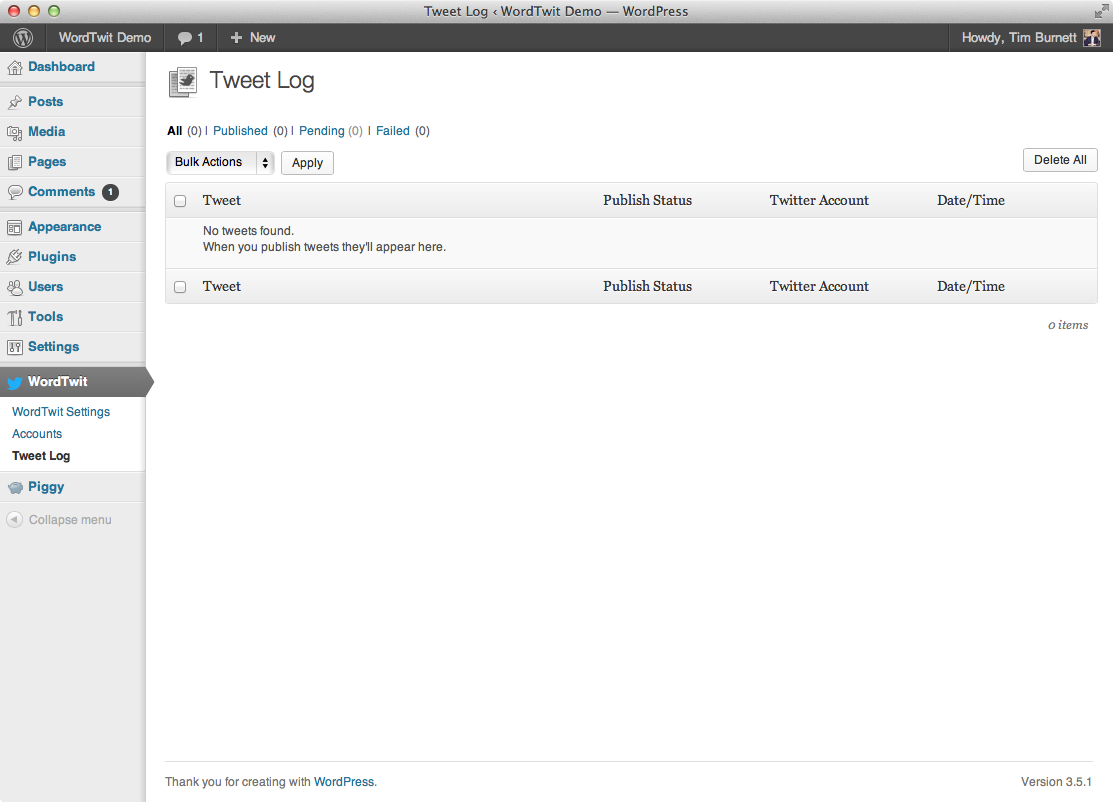 Tweet Log ‹ WordTwit Demo — WordPress
WordTwit Demo 1 + New Howdy, Tim Burnett
Dashboard
Posts
Media
Pages
Comments 1
Appearance
Plugins
Users
Tools
Settings
WordTwit
WordTwit Settings
Accounts
Tweet Log
Piggy
Collapse menu
Tweet Log
All (0) | Published (0) | Pending (0) | Failed (0)
Bulk Actions Apply Delete All
Tweet Publish Status Twitter Account Date/Time
No tweets found.
When you publish tweets they'll appear here.
Tweet Publish Status Twitter Account Date/Time
0 items
Thank you for creating with WordPress. Version 3.5.1